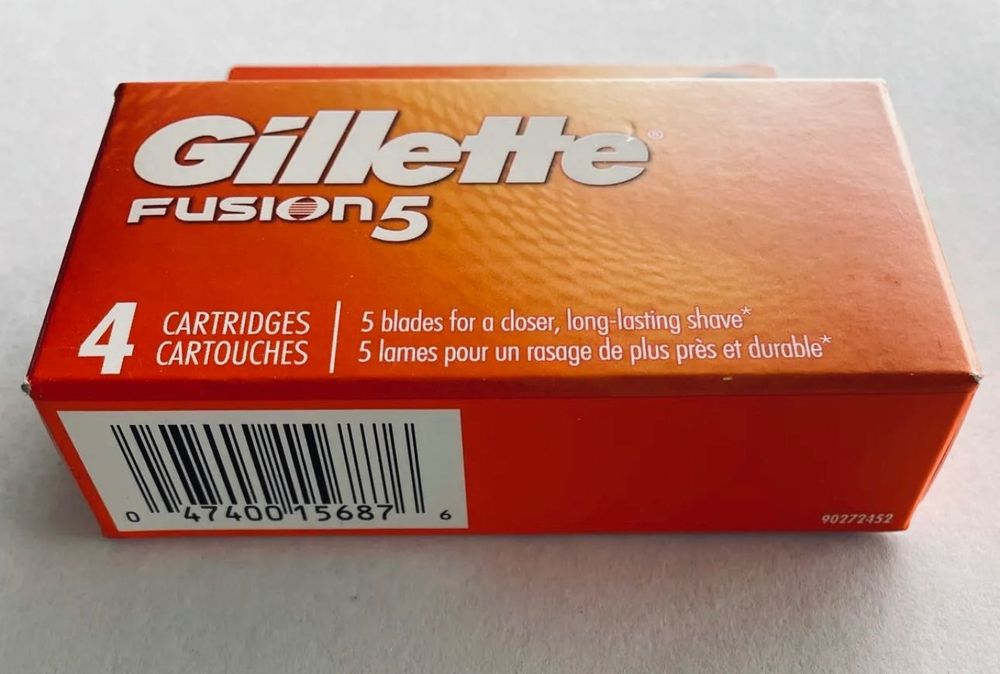 Gillette®
FUSION5
4 CARTRIDGES
CARTOUCHES
5 blades for a closer, long-lasting shave*
5 lames pour un rasage de plus près et durable*
0 47400 15687 6
90272452